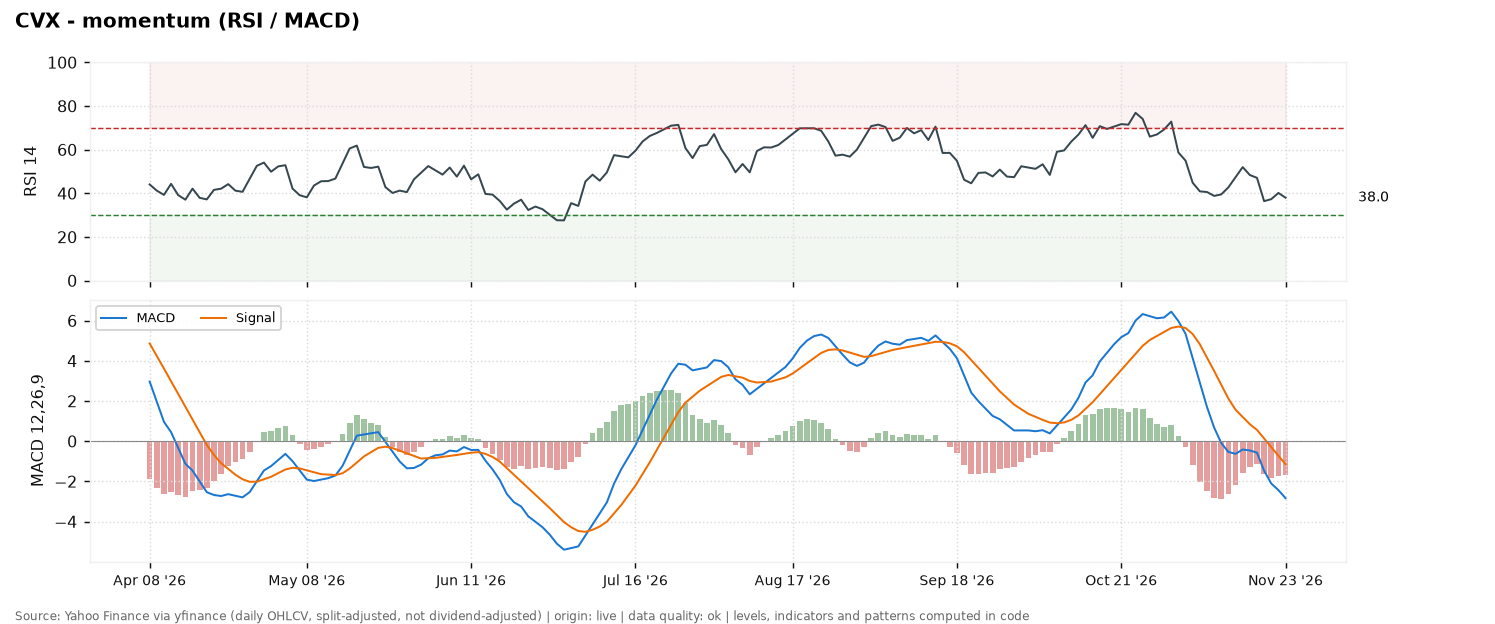 CVX - momentum (RSI / MACD)
100
80
60
40
20
0
RSI 14
38.0
MACD Signal
6
4
2
0
−2
−4
MACD 12,26,9
Apr 08 '26 May 08 '26 Jun 11 '26 Jul 16 '26 Aug 17 '26 Sep 18 '26 Oct 21 '26 Nov 23 '26
Source: Yahoo Finance via yfinance (daily OHLCV, split-adjusted, not dividend-adjusted) | origin: live | data quality: ok | levels, indicators and patterns computed in code